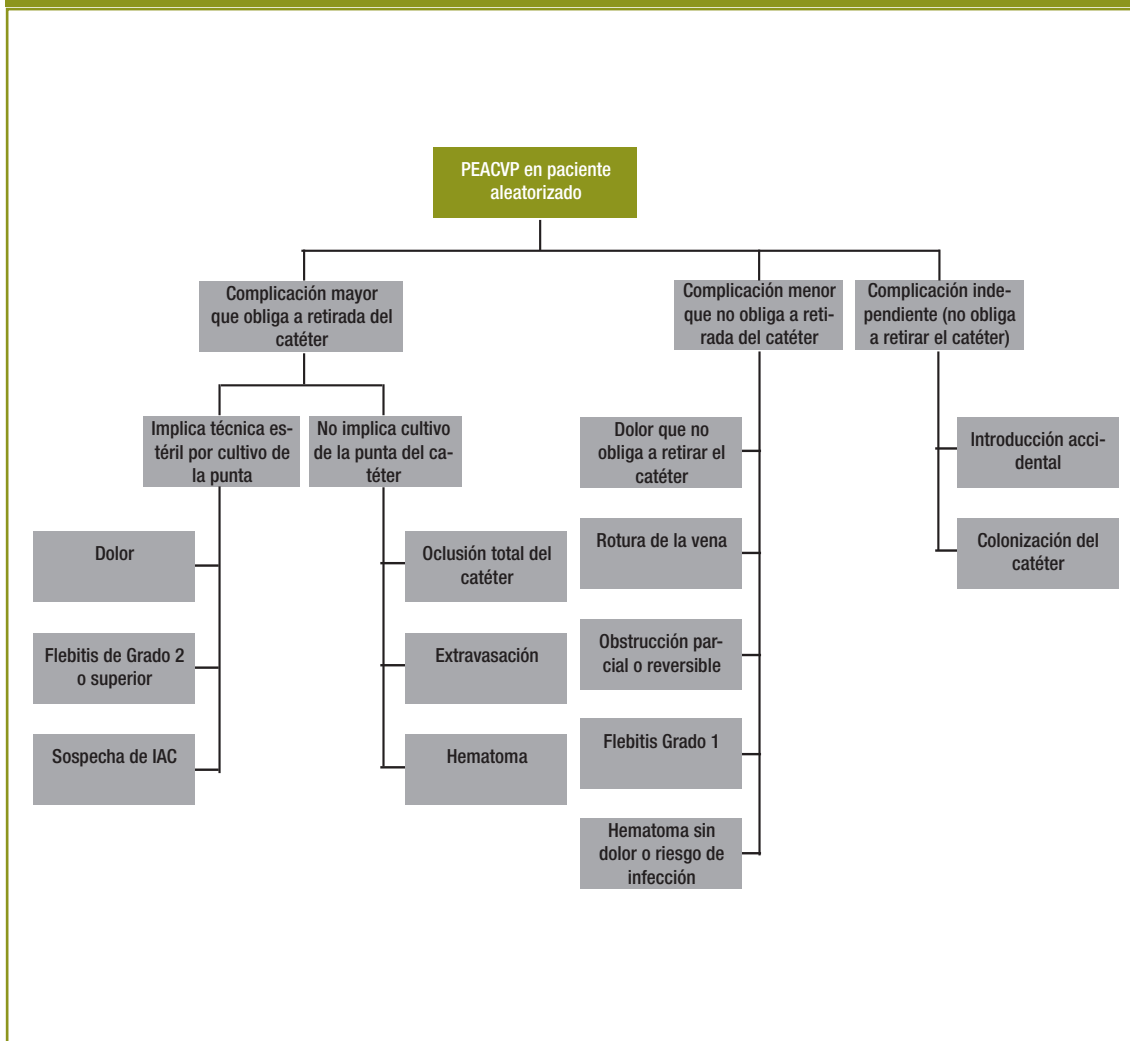 PEACVP en paciente
aleatorizado
Complicación mayor
que obliga a retirada del
catéter
Complicación menor
que no obliga a reti-
rada del catéter
Complicación inde-
pendiente (no obliga
a retirar el catéter)
Implica técnica es-
téril por cultivo de
la punta
No implica cultivo
de la punta del ca-
téter
Dolor
Flebitis de Grado 2
o superior
Sospecha de IAC
Oclusión total del
catéter
Extravasación
Hematoma
Dolor que no
obliga a retirar el
catéter
Rotura de la vena
Obstrucción par-
cial o reversible
Flebitis Grado 1
Hematoma sin
dolor o riesgo de
infección
Introducción acci-
dental
Colonización del
catéter